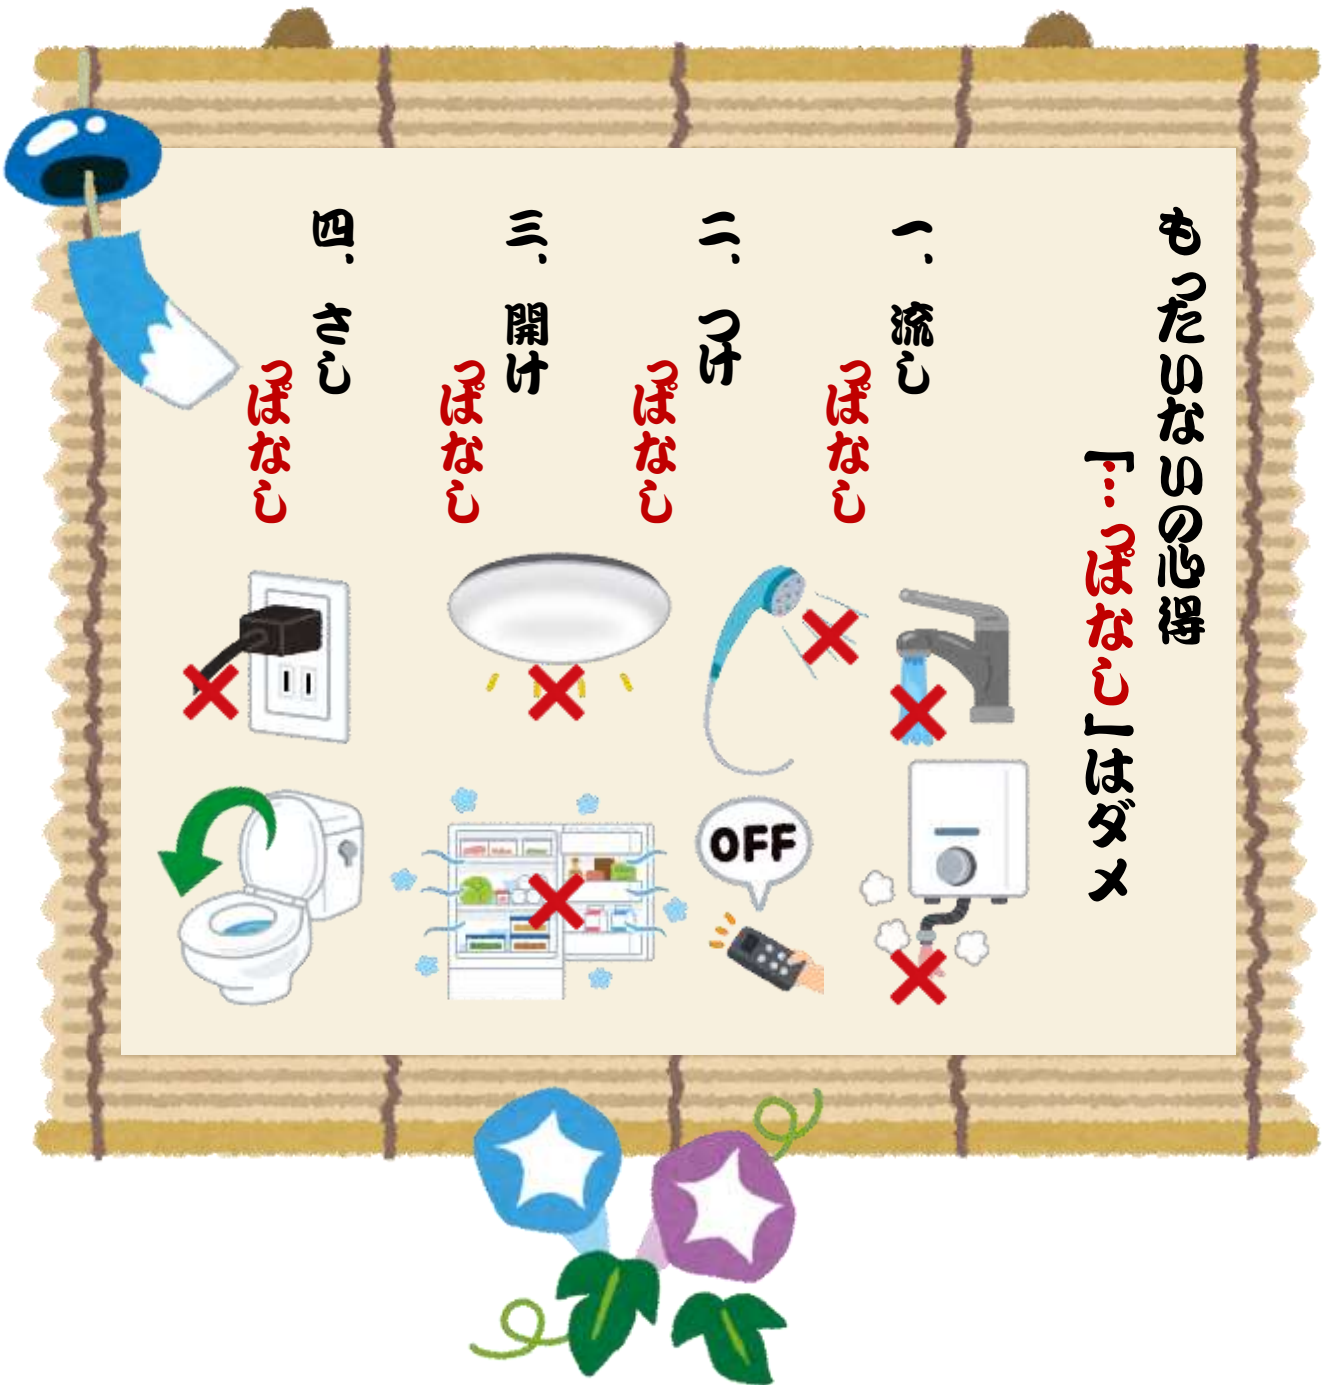 もったいないの心得
「…っぱなし」はダメ
一、流し
っぱなし
二、つけ
っぱなし
三、開け
っぱなし
四、さし
っぱなし
OFF